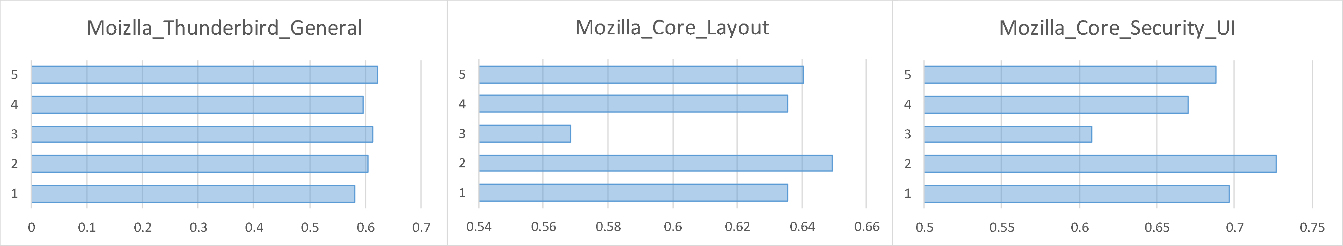 Moizlla_Thunderbird_General
5
4
3
2
1
0 0.1 0.2 0.3 0.4 0.5 0.6 0.7
Mozilla_Core_Layout
5
4
3
2
1
0.54 0.56 0.58 0.6 0.62 0.64 0.66
Mozilla_Core_Security_UI
5
4
3
2
1
0.5 0.55 0.6 0.65 0.7 0.75